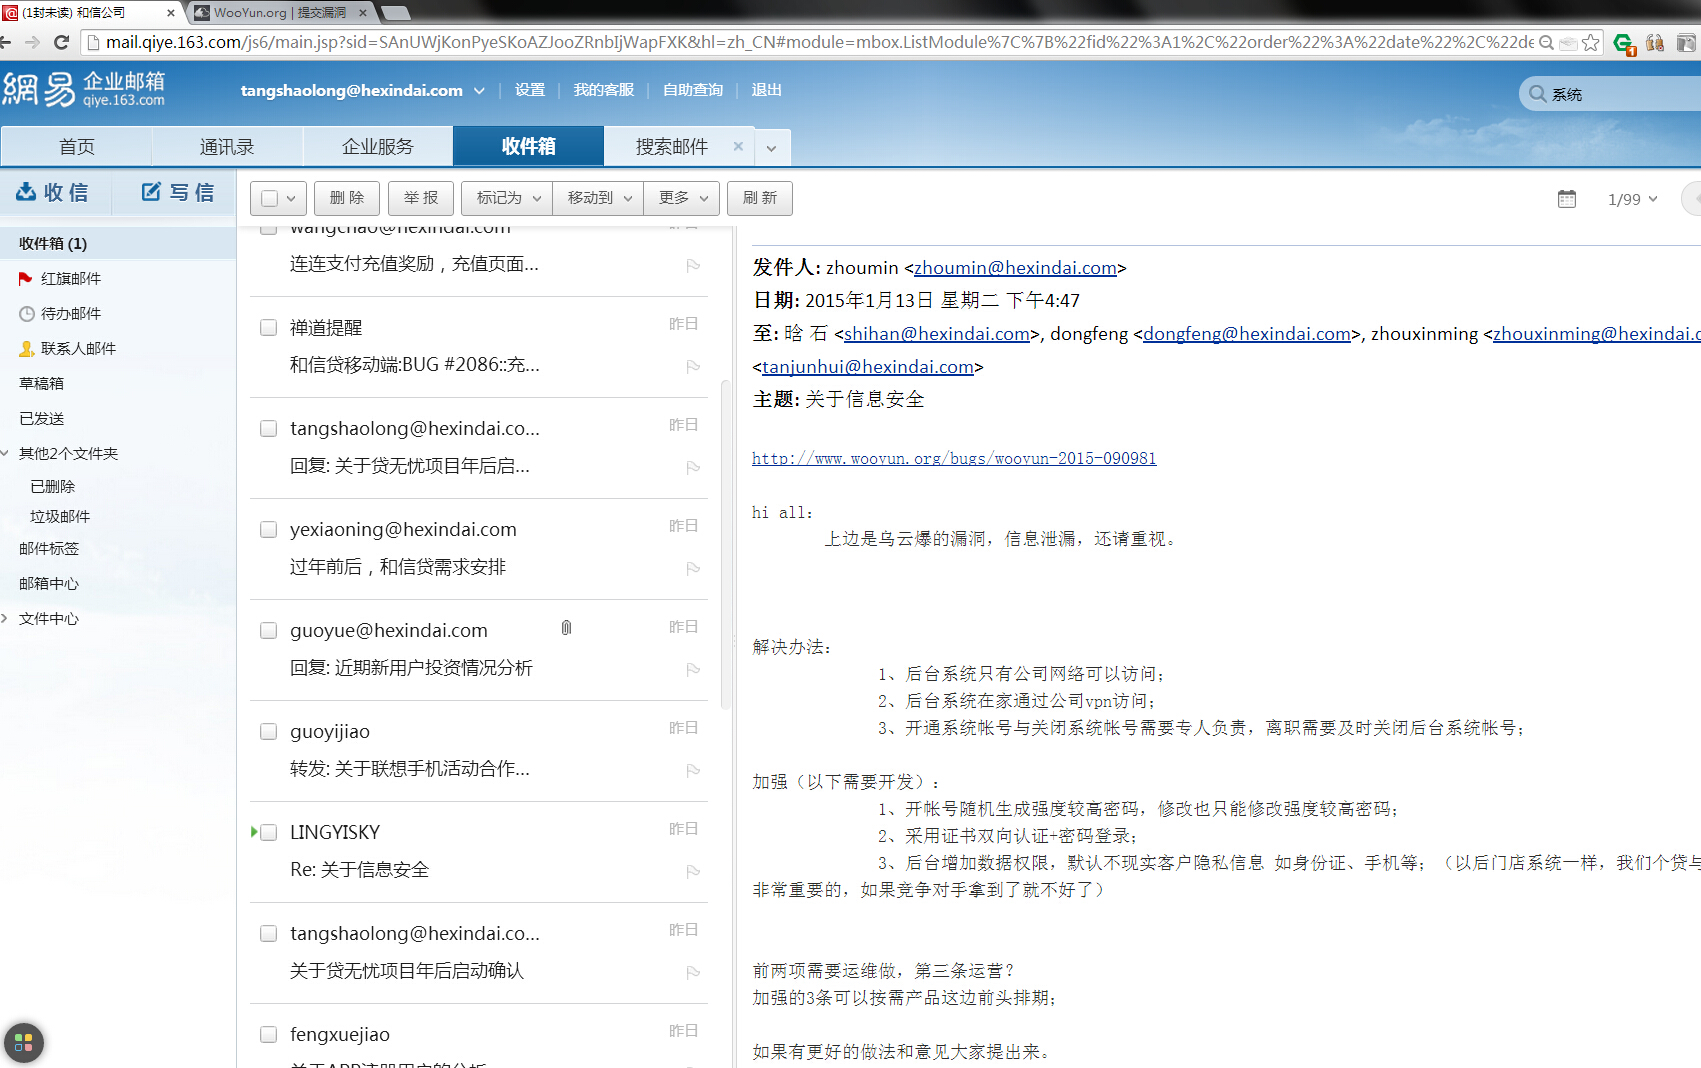 (1封未读) 和信公司
WooYun.org | 提交漏洞
mail.qiye.163.com/js6/main.jsp?sid=SAnUWjKonPyeSKoAZJooZRnbIjWapFXK&hl=zh_CN#module=mbox.ListModule%7C%7B%22fid%22%3A1%2C%22order%22%3A%22date%22%2C%22de
網易 企业邮箱
qiye.163.com
tangshaolong@hexindai.com 设置 我的客服 自助查询 退出
系统
首页 通讯录 企业服务 收件箱 搜索邮件
收信 写信
删除 举报 标记为 移动到 更多 刷新
1/99
收件箱 (1)
红旗邮件
待办邮件
联系人邮件
草稿箱
已发送
其他2个文件夹
已删除
垃圾邮件
邮件标签
邮箱中心
文件中心
wangchao@hexindai.com 昨日
连连支付充值奖励，充值页面...
禅道提醒 昨日
和信贷移动端:BUG #2086::充...
tangshaolong@hexindai.co... 昨日
回复: 关于贷无忧项目年后启...
yexiaoning@hexindai.com 昨日
过年前后，和信贷需求安排
guoyue@hexindai.com 昨日
回复: 近期新用户投资情况分析
guoyijiao 昨日
转发: 关于联想手机活动合作...
LINGYISKY 昨日
Re: 关于信息安全
tangshaolong@hexindai.co... 昨日
关于贷无忧项目年后启动确认
fengxuejiao 昨日
关于APP注册用户的分析
发件人: zhoumin <zhoumin@hexindai.com>
日期: 2015年1月13日 星期二 下午4:47
至: 晗 石 <shihan@hexindai.com>, dongfeng <dongfeng@hexindai.com>, zhouxinming <zhouxinming@hexindai.c
<tanjunhui@hexindai.com>
主题: 关于信息安全
http://www.wooyun.org/bugs/wooyun-2015-090981
hi all:
上边是乌云爆的漏洞，信息泄漏，还请重视。
解决办法:
1、后台系统只有公司网络可以访问;
2、后台系统在家通过公司vpn访问;
3、开通系统帐号与关闭系统帐号需要专人负责，离职需要及时关闭后台系统帐号;
加强（以下需要开发）:
1、开帐号随机生成强度较高密码，修改也只能修改强度较高密码;
2、采用证书双向认证+密码登录;
3、后台增加数据权限，默认不现实客户隐私信息 如身份证、手机等; （以后门店系统一样，我们个贷与
非常重要的，如果竞争对手拿到了就不好了）
前两项需要运维做，第三条运营?
加强的3条可以按需产品这边前头排期;
如果有更好的做法和意见大家提出来。